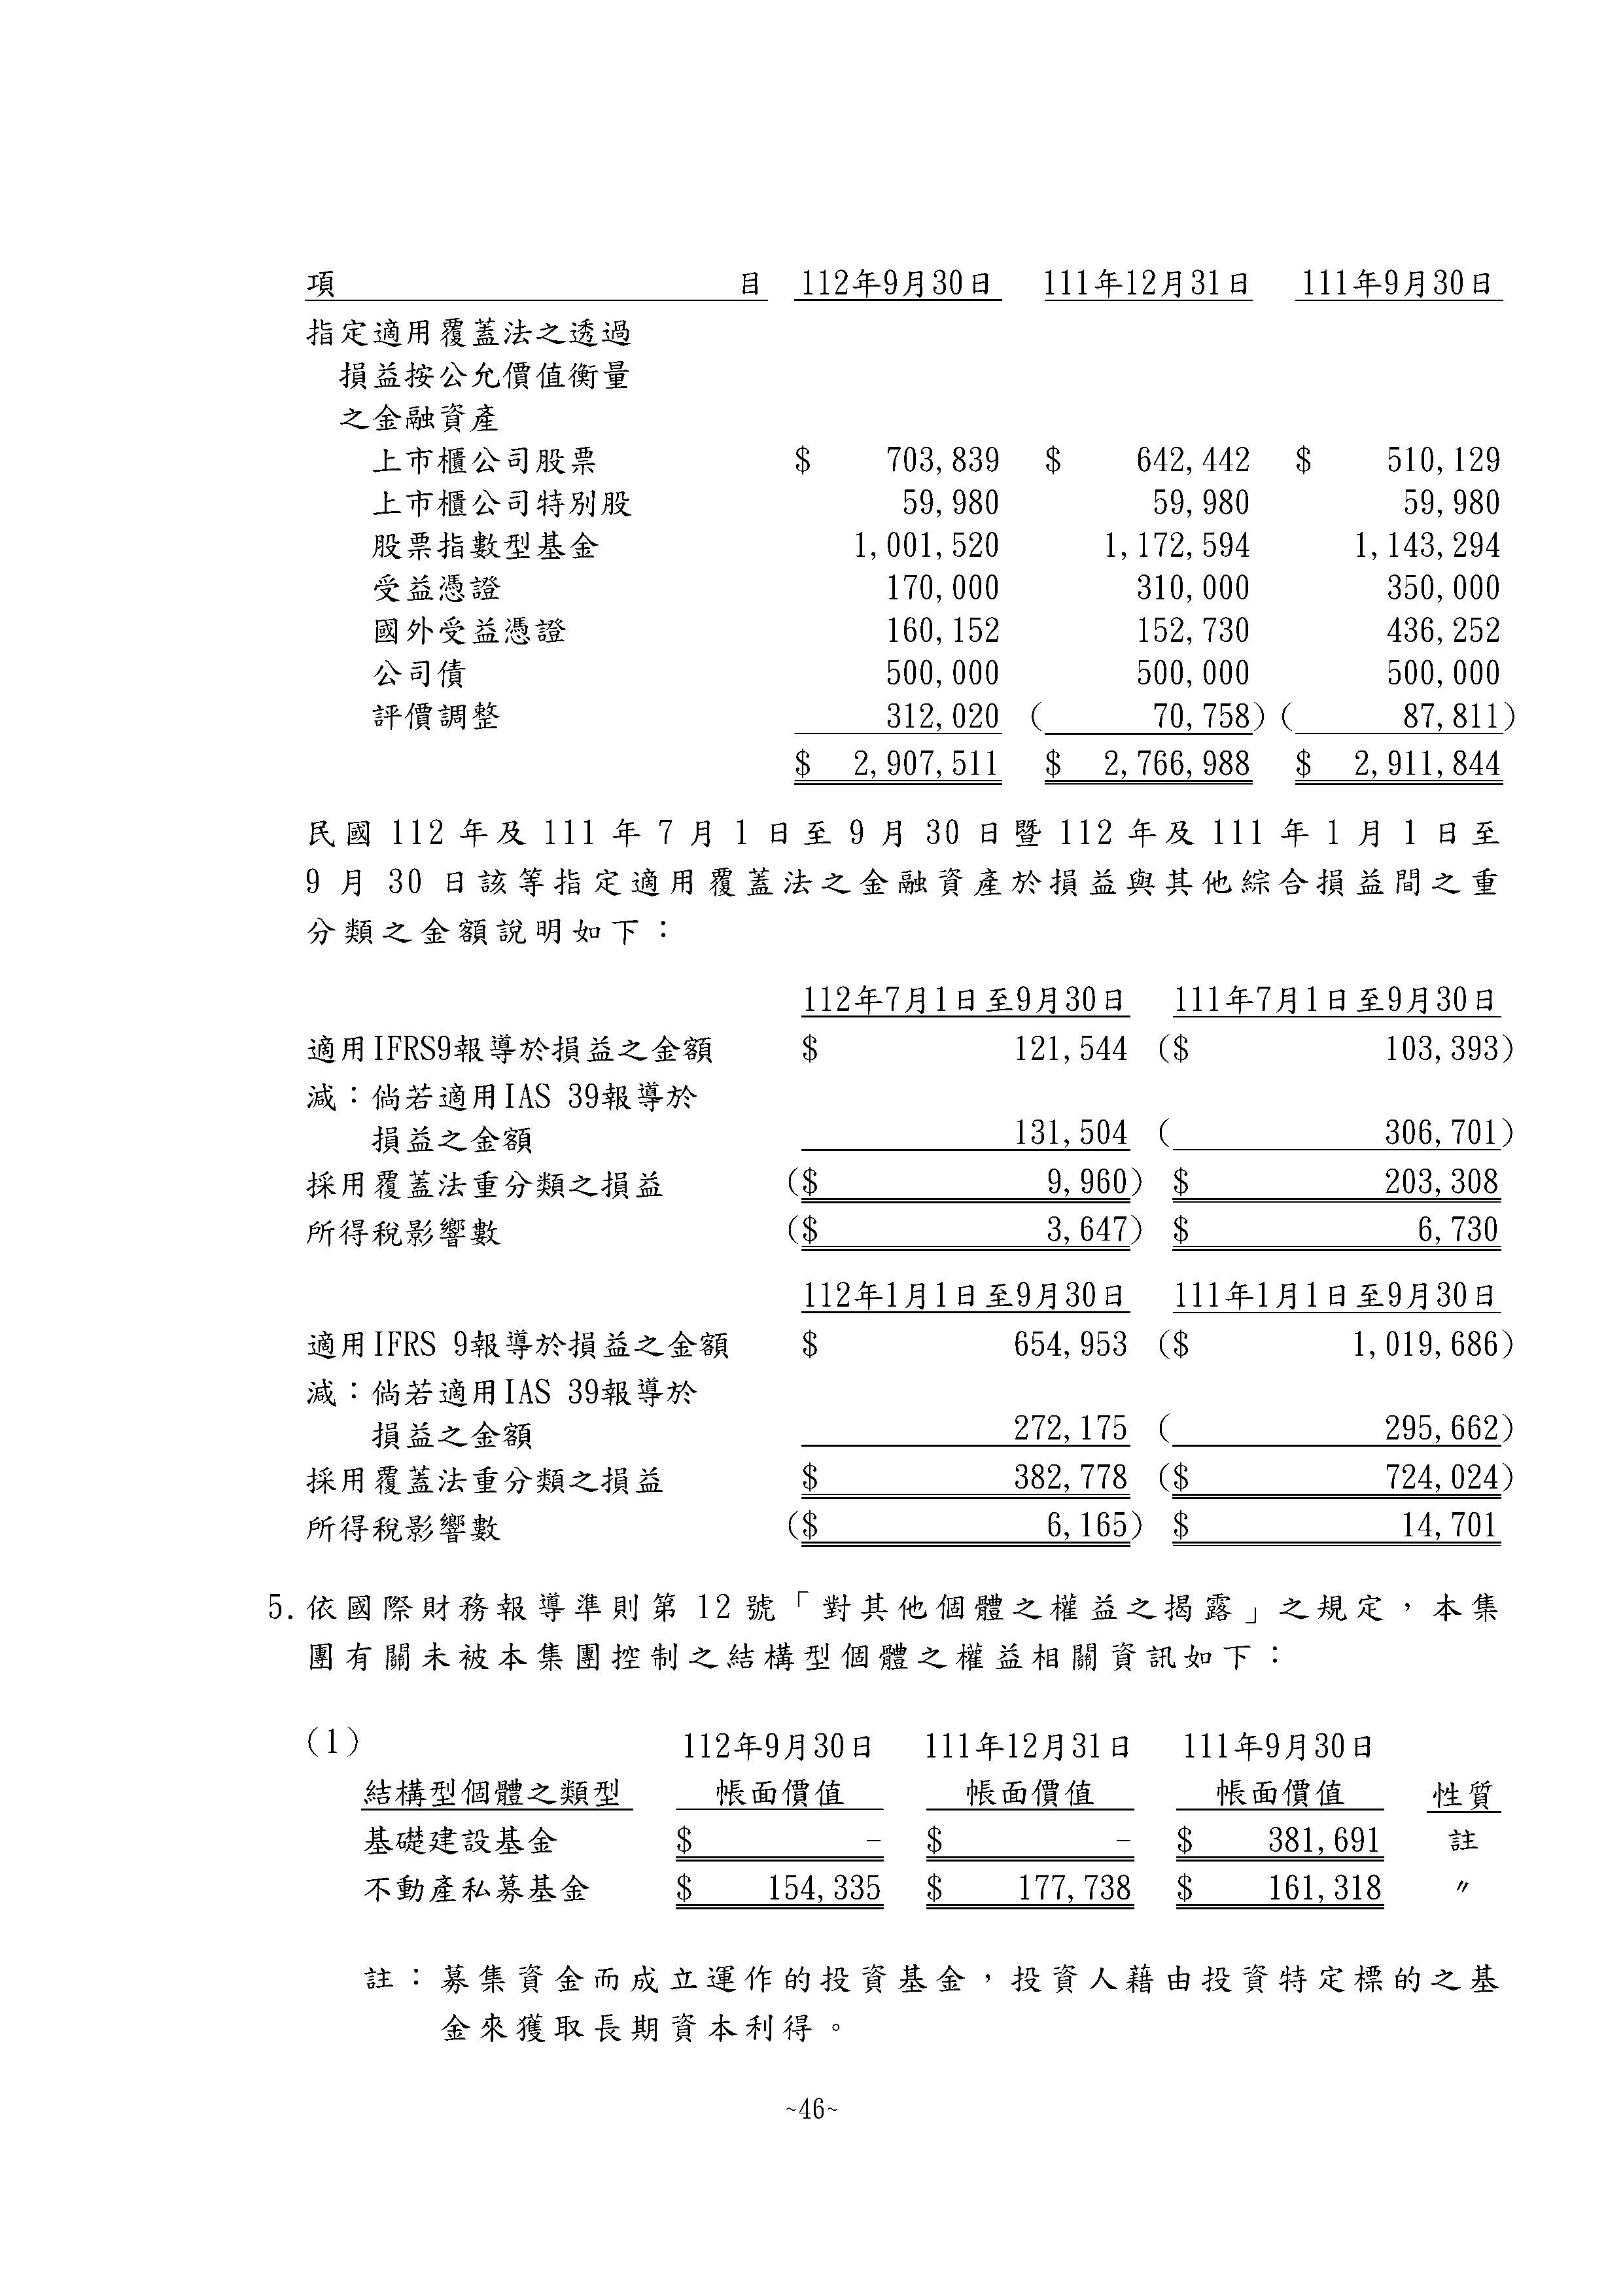 項 目 112年9月30日 111年12月31日 111年9月30日
指定適用覆蓋法之透過
損益按公允價值衡量
之金融資產
上市櫃公司股票 $ 703,839 $ 642,442 $ 510,129
上市櫃公司特別股 59,980 59,980 59,980
股票指數型基金 1,001,520 1,172,594 1,143,294
受益憑證 170,000 310,000 350,000
國外受益憑證 160,152 152,730 436,252
公司債 500,000 500,000 500,000
評價調整 312,020 ( 70,758) ( 87,811)
$ 2,907,511 $ 2,766,988 $ 2,911,844
民國 112 年及 111 年 7 月 1 日至 9 月 30 日暨 112 年及 111 年 1 月 1 日至
9 月 30 日該等指定適用覆蓋法之金融資產於損益與其他綜合損益間之重
分類之金額說明如下：
112年7月1日至9月30日 111年7月1日至9月30日
適用IFRS9報導於損益之金額 $ 121,544 ($ 103,393)
減：倘若適用IAS 39報導於
損益之金額 131,504 ( 306,701)
採用覆蓋法重分類之損益 ($ 9,960) $ 203,308
所得稅影響數 ($ 3,647) $ 6,730
112年1月1日至9月30日 111年1月1日至9月30日
適用IFRS 9報導於損益之金額 $ 654,953 ($ 1,019,686)
減：倘若適用IAS 39報導於
損益之金額 272,175 ( 295,662)
採用覆蓋法重分類之損益 $ 382,778 ($ 724,024)
所得稅影響數 ($ 6,165) $ 14,701
5.依國際財務報導準則第 12 號「對其他個體之權益之揭露」之規定，本集
團有關未被本集團控制之結構型個體之權益相關資訊如下：
(1) 112年9月30日 111年12月31日 111年9月30日
結構型個體之類型 帳面價值 帳面價值 帳面價值 性質
基礎建設基金 $ - $ - $ 381,691 註
不動產私募基金 $ 154,335 $ 177,738 $ 161,318 〃
註：募集資金而成立運作的投資基金，投資人藉由投資特定標的之基
金來獲取長期資本利得。
~46~